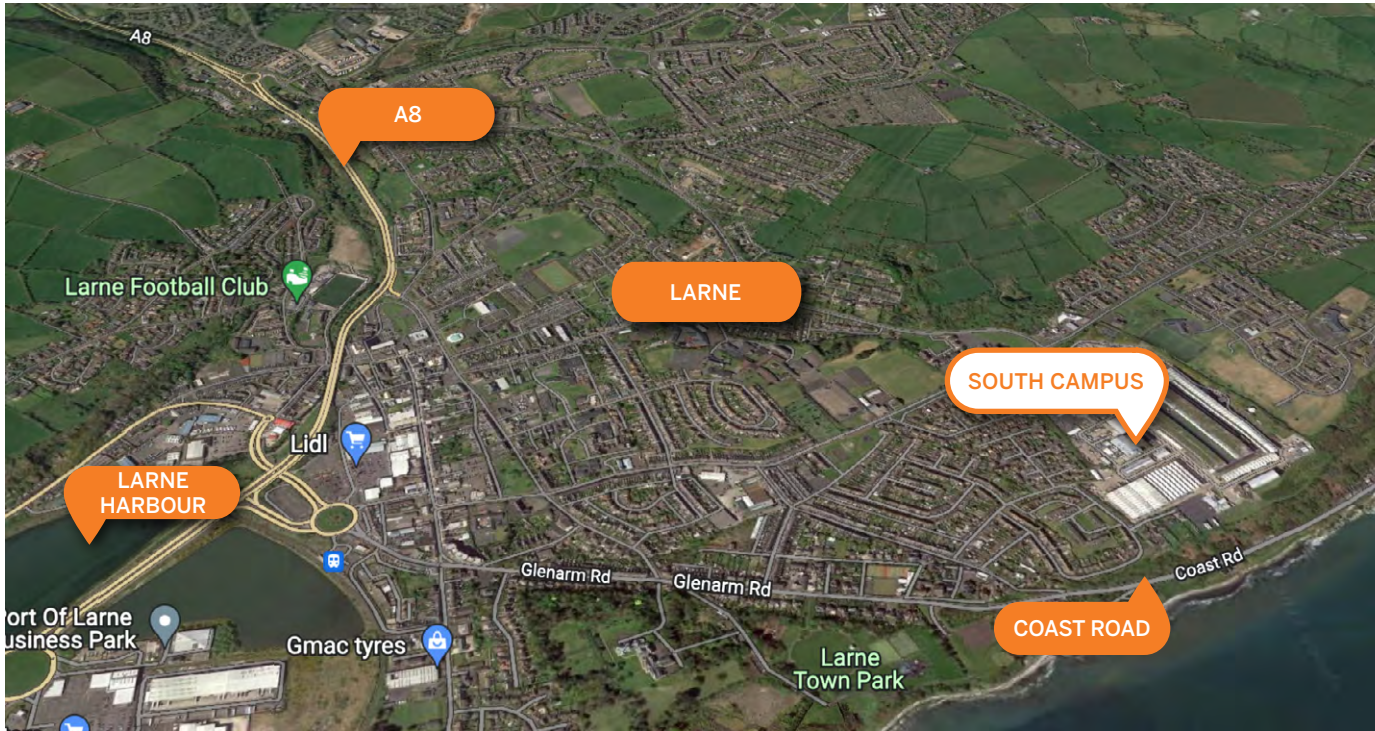 A8
A8
Larne Football Club
LARNE
SOUTH CAMPUS
Lidl
LARNE
HARBOUR
Glenarm Rd
Glenarm Rd
Coast Rd
COAST ROAD
ort Of Larne
usiness Park
Gmac tyres
Larne
Town Park